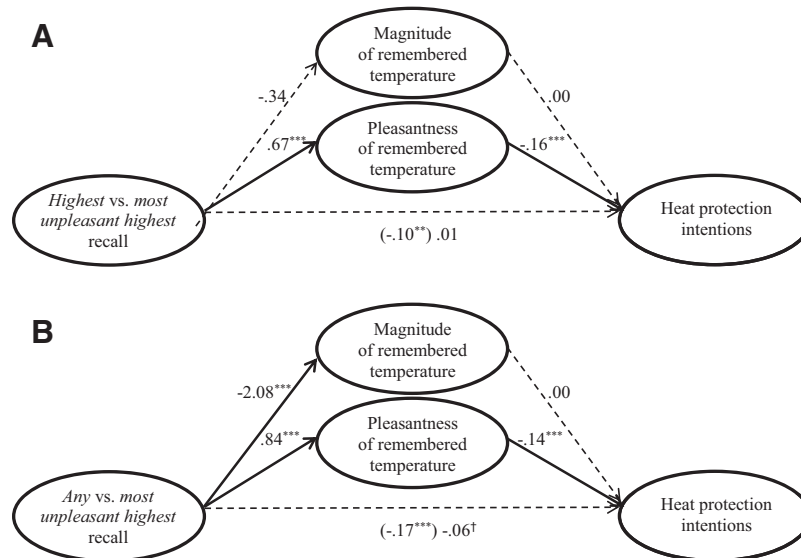 A
Magnitude
of remembered
temperature
-.34
.00
Pleasantness
of remembered
temperature
.67***
-.16***
Highest vs. most
unpleasant highest
recall
Heat protection
intentions
(-.10**) .01
B
Magnitude
of remembered
temperature
-2.08***
.00
Pleasantness
of remembered
temperature
.84***
-.14***
Any vs. most
unpleasant highest
recall
Heat protection
intentions
(-.17***) -.06†